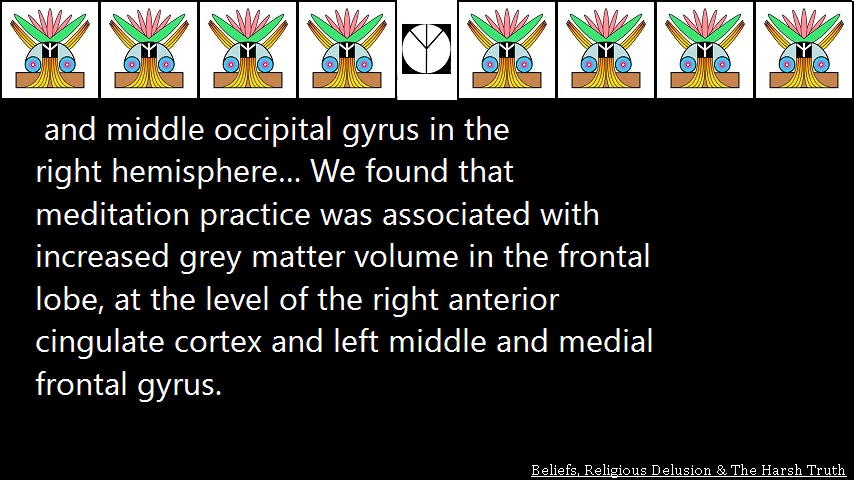 and middle occipital gyrus in the
right hemisphere... We found that
meditation practice was associated with
increased grey matter volume in the frontal
lobe, at the level of the right anterior
cingulate cortex and left middle and medial
frontal gyrus.
Beliefs, Religious Delusion & The Harsh Truth